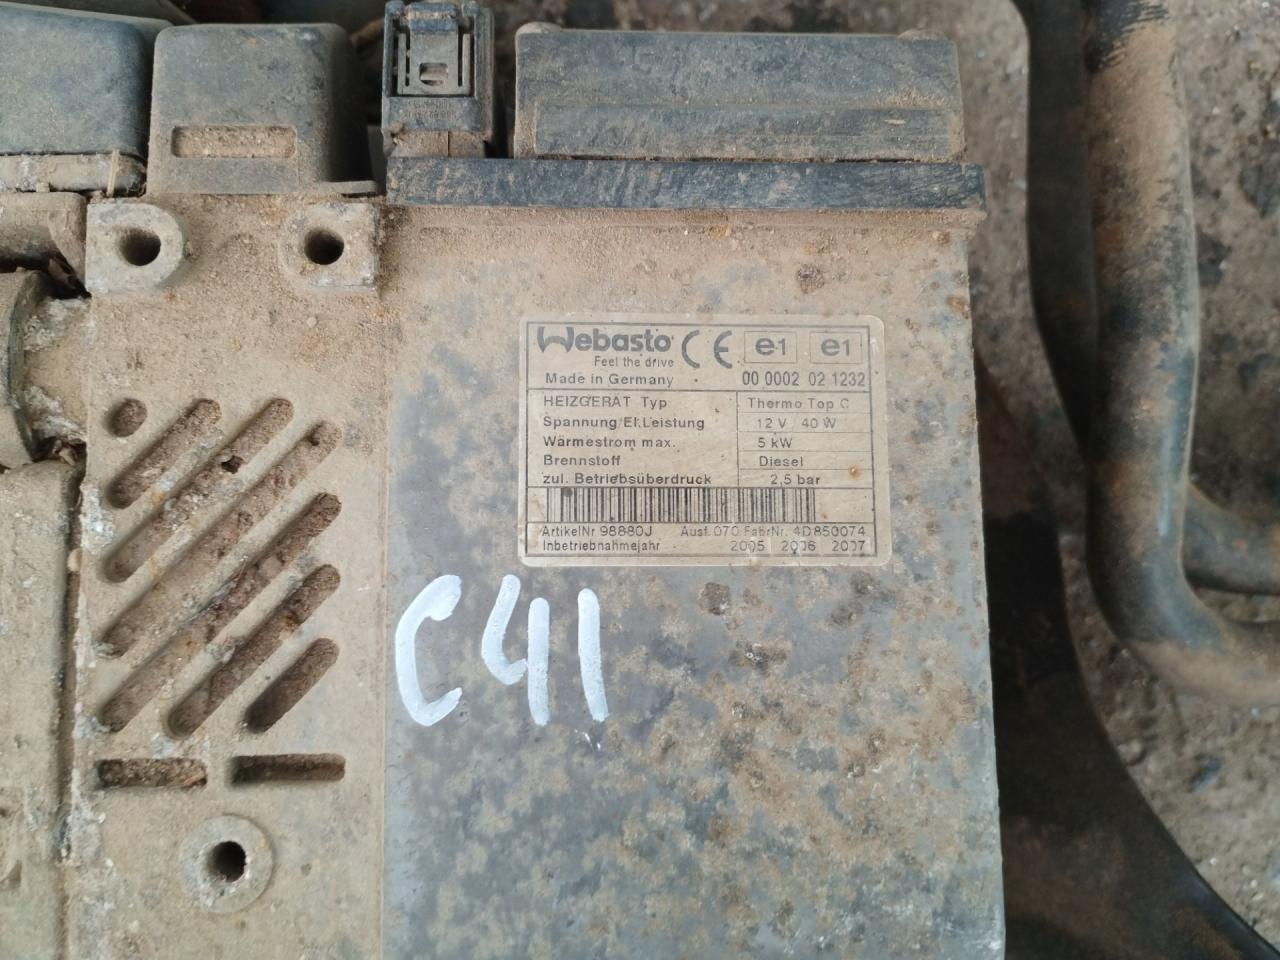 Webasto CE e1 e1
Feel the drive
Made in Germany 00 0002 02 1232
HEIZGERÄT Typ Thermo Top C
Spannung/El.Leistung 12 V 40 W
Wärmestrom max. 5 kW
Brennstoff Diesel
zul. Betriebsüberdruck 2,5 bar
ArtikelNr 98880J Ausf. 070 FabrNr. 4D850074
Inbetriebnahmejahr 2005 2006 2007
C41